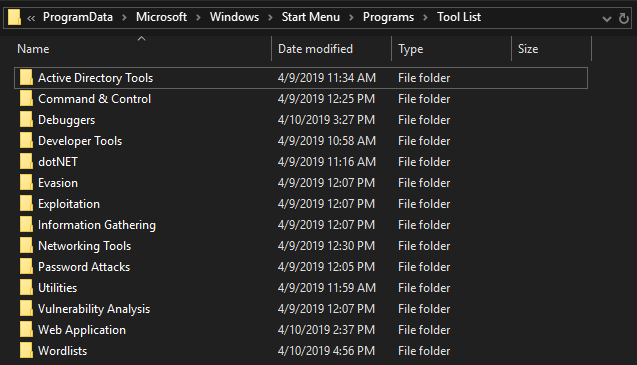 « ProgramData > Microsoft > Windows > Start Menu > Programs > Tool List
Name Date modified Type Size
Active Directory Tools 4/9/2019 11:34 AM File folder
Command & Control 4/9/2019 12:25 PM File folder
Debuggers 4/10/2019 3:27 PM File folder
Developer Tools 4/9/2019 10:58 AM File folder
dotNET 4/9/2019 11:16 AM File folder
Evasion 4/9/2019 12:07 PM File folder
Exploitation 4/9/2019 12:07 PM File folder
Information Gathering 4/9/2019 12:07 PM File folder
Networking Tools 4/9/2019 12:30 PM File folder
Password Attacks 4/9/2019 12:05 PM File folder
Utilities 4/9/2019 11:59 AM File folder
Vulnerability Analysis 4/9/2019 12:07 PM File folder
Web Application 4/10/2019 2:37 PM File folder
Wordlists 4/10/2019 4:56 PM File folder